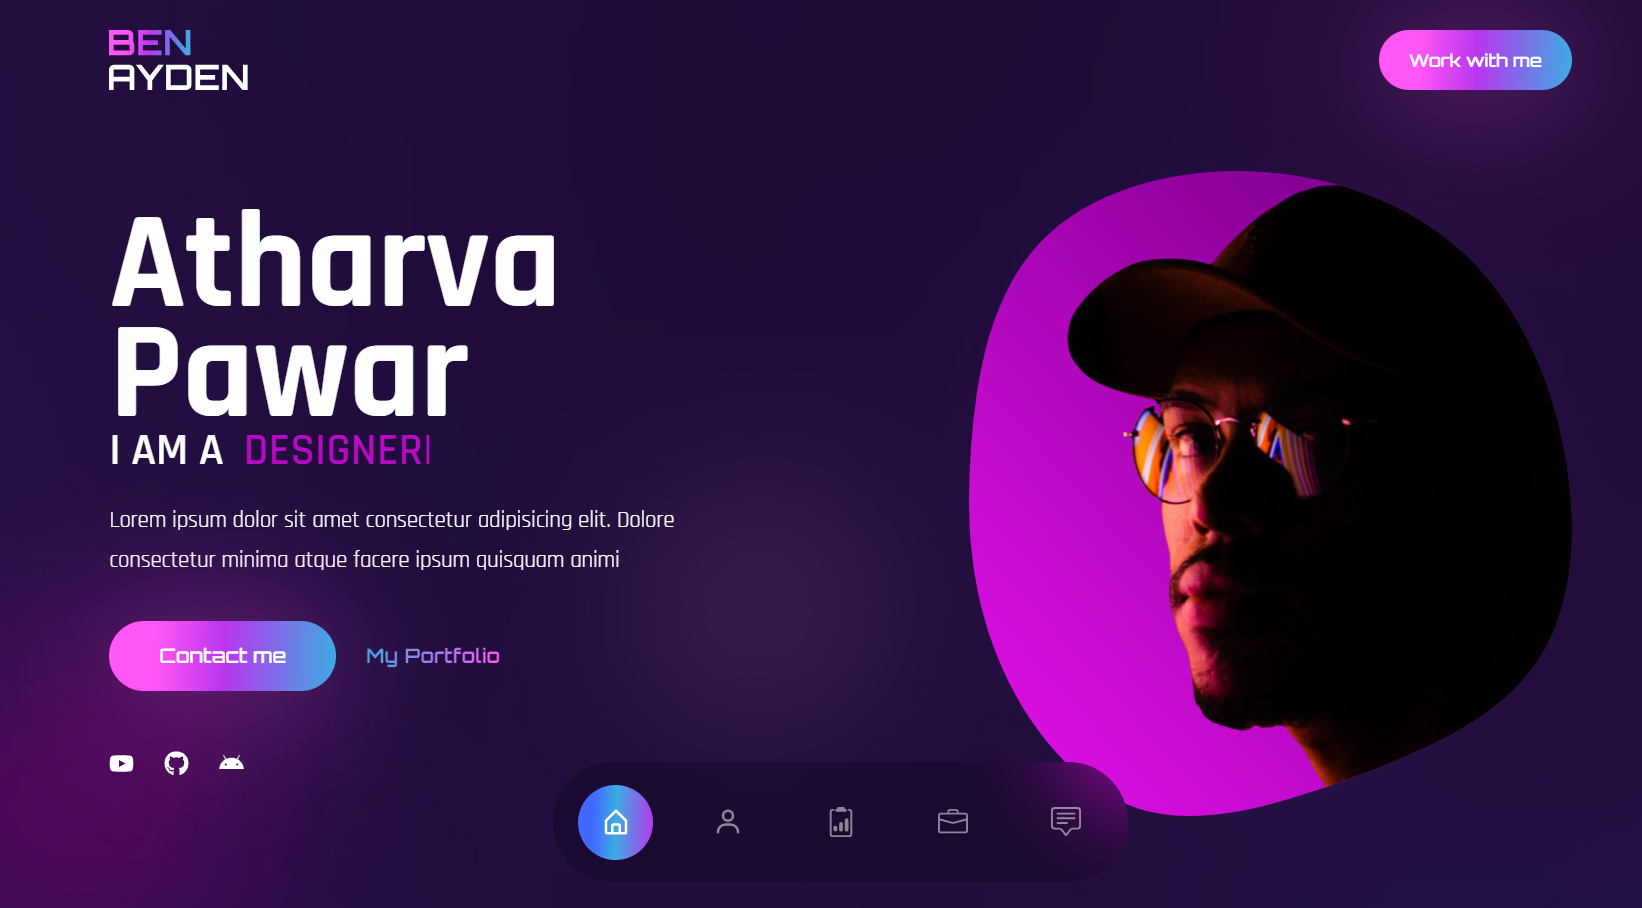 BEN
AYDEN
Work with me
Atharva
Pawar
I AM A DESIGNER
Lorem ipsum dolor sit amet consectetur adipisicing elit. Dolore
consectetur minima atque facere ipsum quisquam animi
Contact me
My Portfolio